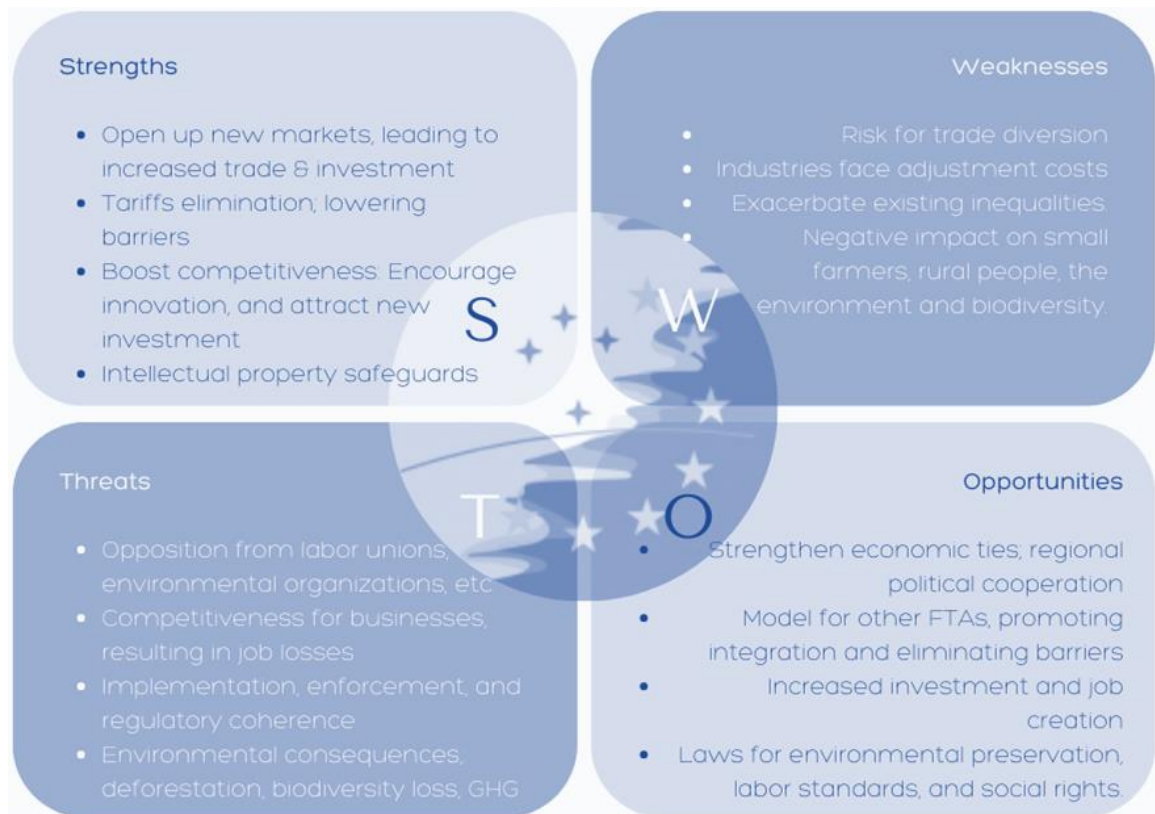 Strengths
• Open up new markets, leading to
increased trade & investment
• Tariffs elimination; lowering
barriers
• Boost competitiveness: Encourage
innovation, and attract new
investment
• Intellectual property safeguards
S
Weaknesses
• Risk for trade diversion
• Industries face adjustment costs
• Exacerbate existing inequalities.
• Negative impact on small
farmers, rural people, the
environment and biodiversity.
W
Threats
• Opposition from labor unions,
environmental organizations, etc
• Competitiveness for businesses,
resulting in job losses
• Implementation, enforcement, and
regulatory coherence
• Environmental consequences,
deforestation, biodiversity loss, GHG
T
Opportunities
• Strengthen economic ties; regional
political cooperation
• Model for other FTAs, promoting
integration and eliminating barriers
• Increased investment and job
creation
• Laws for environmental preservation,
labor standards, and social rights.
O